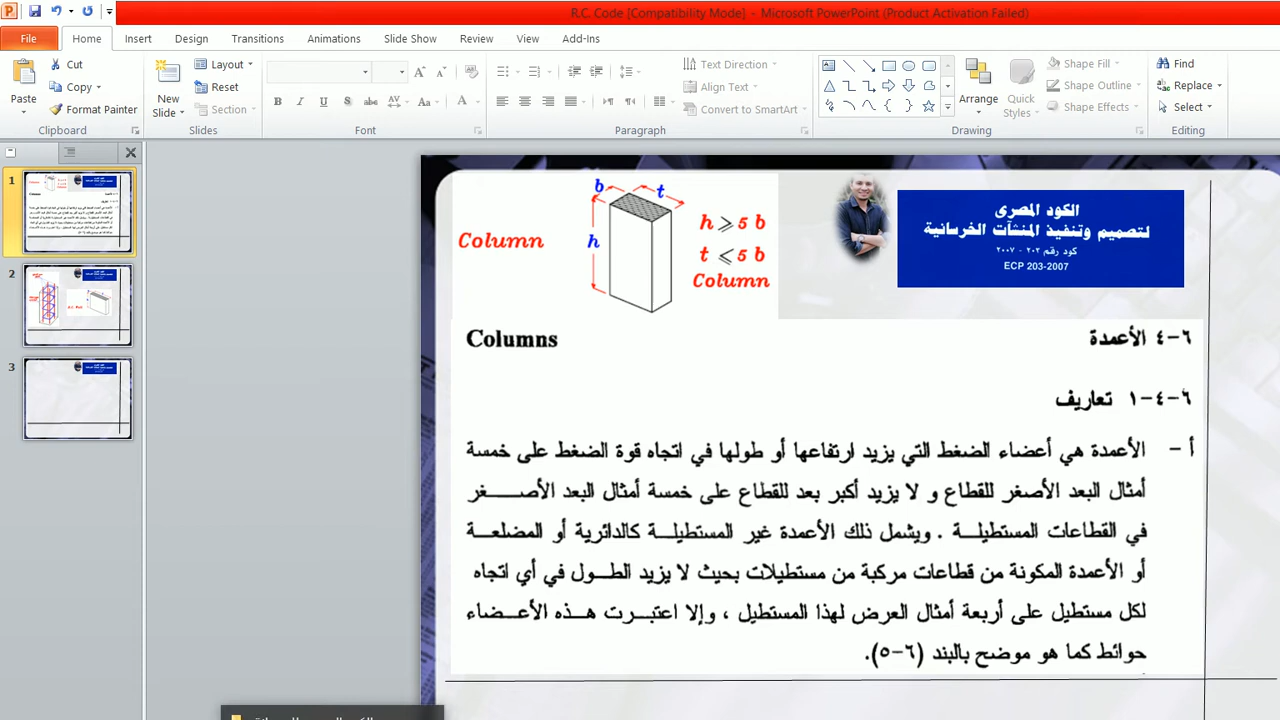 R.C. Code [Compatibility Mode] - Microsoft PowerPoint (Product Activation Failed)
File Home Insert Design Transitions Animations Slide Show Review View Add-Ins
Paste
Cut
Copy
Format Painter
Clipboard
New Slide
Layout
Reset
Section
Slides
Font
Text Direction
Align Text
Convert to SmartArt
Paragraph
Arrange
Quick Styles
Shape Fill
Shape Outline
Shape Effects
Drawing
Find
Replace
Select
Editing
1
2
3
Column
b
t
h
h ⩾ 5 b
t ⩽ 5 b
Column
الكود المصرى
لتصميم وتنفيذ المنشآت الخرسانية
كود رقم ٢٠٣ - ٢٠٠٧
ECP 203-2007
٦-٤ الأعمدة
Columns
٦-٤-١ تعاريف
أ - الأعمدة هي أعضاء الضغط التي يزيد ارتفاعها أو طولها في اتجاه قوة الضغط على خمسة
أمثال البعد الأصغر للقطاع و لا يزيد أكبر بعد للقطاع على خمسة أمثال البعد الأصغر
في القطاعات المستطيلة . ويشمل ذلك الأعمدة غير المستطيلة كالدائرية أو المضلعة
أو الأعمدة المكونة من قطاعات مركبة من مستطيلات بحيث لا يزيد الطول في أي اتجاه
لكل مستطيل على أربعة أمثال العرض لهذا المستطيل ، وإلا اعتبرت هذه الأعضاء
حوائط كما هو موضح بالبند (٦-٥).